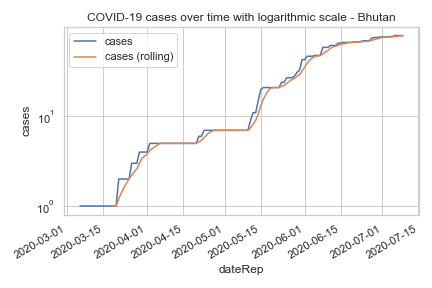 COVID-19 cases over time with logarithmic scale - Bhutan
cases
cases (rolling)
cases
10¹
10⁰
2020-03-01
2020-03-15
2020-04-01
2020-04-15
2020-05-01
2020-05-15
2020-06-01
2020-06-15
2020-07-01
2020-07-15
dateRep